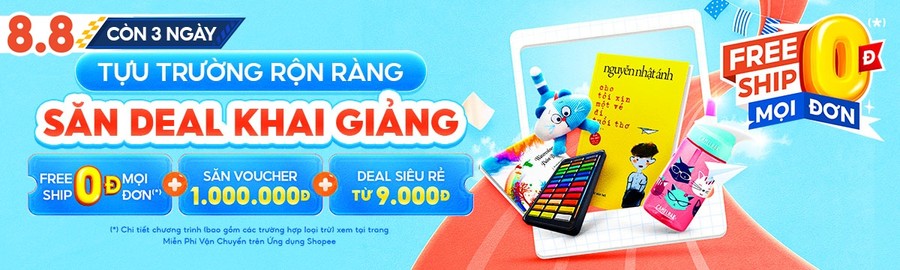 8.8 CÒN 3 NGÀY
TỰU TRƯỜNG RỘN RÀNG
SĂN DEAL KHAI GIẢNG
FREE SHIP 0Đ MỌI ĐƠN(*)
+
SĂN VOUCHER
1.000.000Đ
+
DEAL SIÊU RẺ
TỪ 9.000Đ
(*) Chi tiết chương trình (bao gồm các trường hợp loại trừ) xem tại trang
Miễn Phí Vận Chuyển trên Ứng dụng Shopee
nguyễn nhật ánh
cho
tôi xin
một vé
đi
tuổi thơ
FREE
SHIP
0Đ
(*)
MỌI ĐƠN